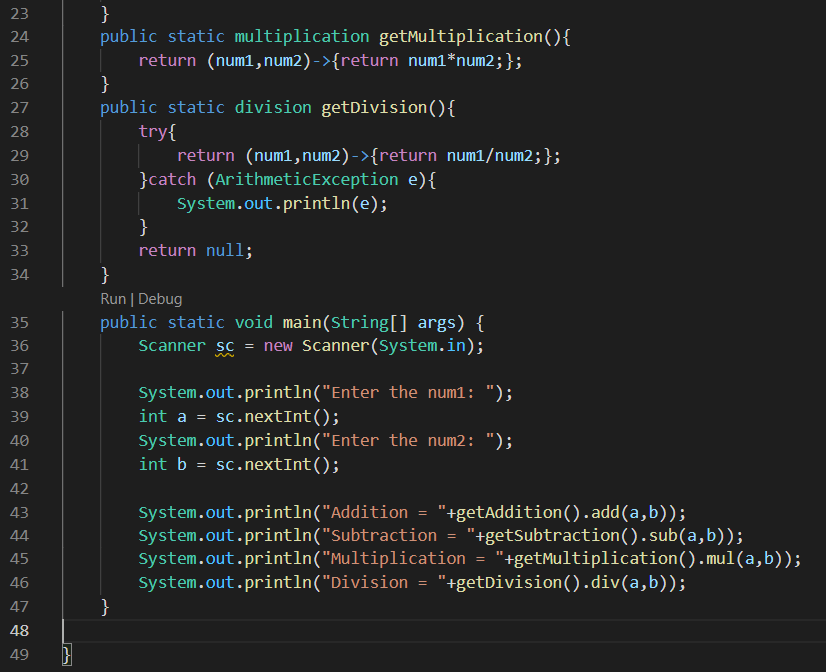 23        }
24        public static multiplication getMultiplication(){
25            return (num1,num2)->{return num1*num2;};
26        }
27        public static division getDivision(){
28            try{
29                return (num1,num2)->{return num1/num2;};
30            }catch (ArithmeticException e){
31                System.out.println(e);
32            }
33            return null;
34        }
Run | Debug
35        public static void main(String[] args) {
36            Scanner sc = new Scanner(System.in);
37
38            System.out.println("Enter the num1: ");
39            int a = sc.nextInt();
40            System.out.println("Enter the num2: ");
41            int b = sc.nextInt();
42
43            System.out.println("Addition = "+getAddition().add(a,b));
44            System.out.println("Subtraction = "+getSubtraction().sub(a,b));
45            System.out.println("Multiplication = "+getMultiplication().mul(a,b));
46            System.out.println("Division = "+getDivision().div(a,b));
47        }
48
49    }